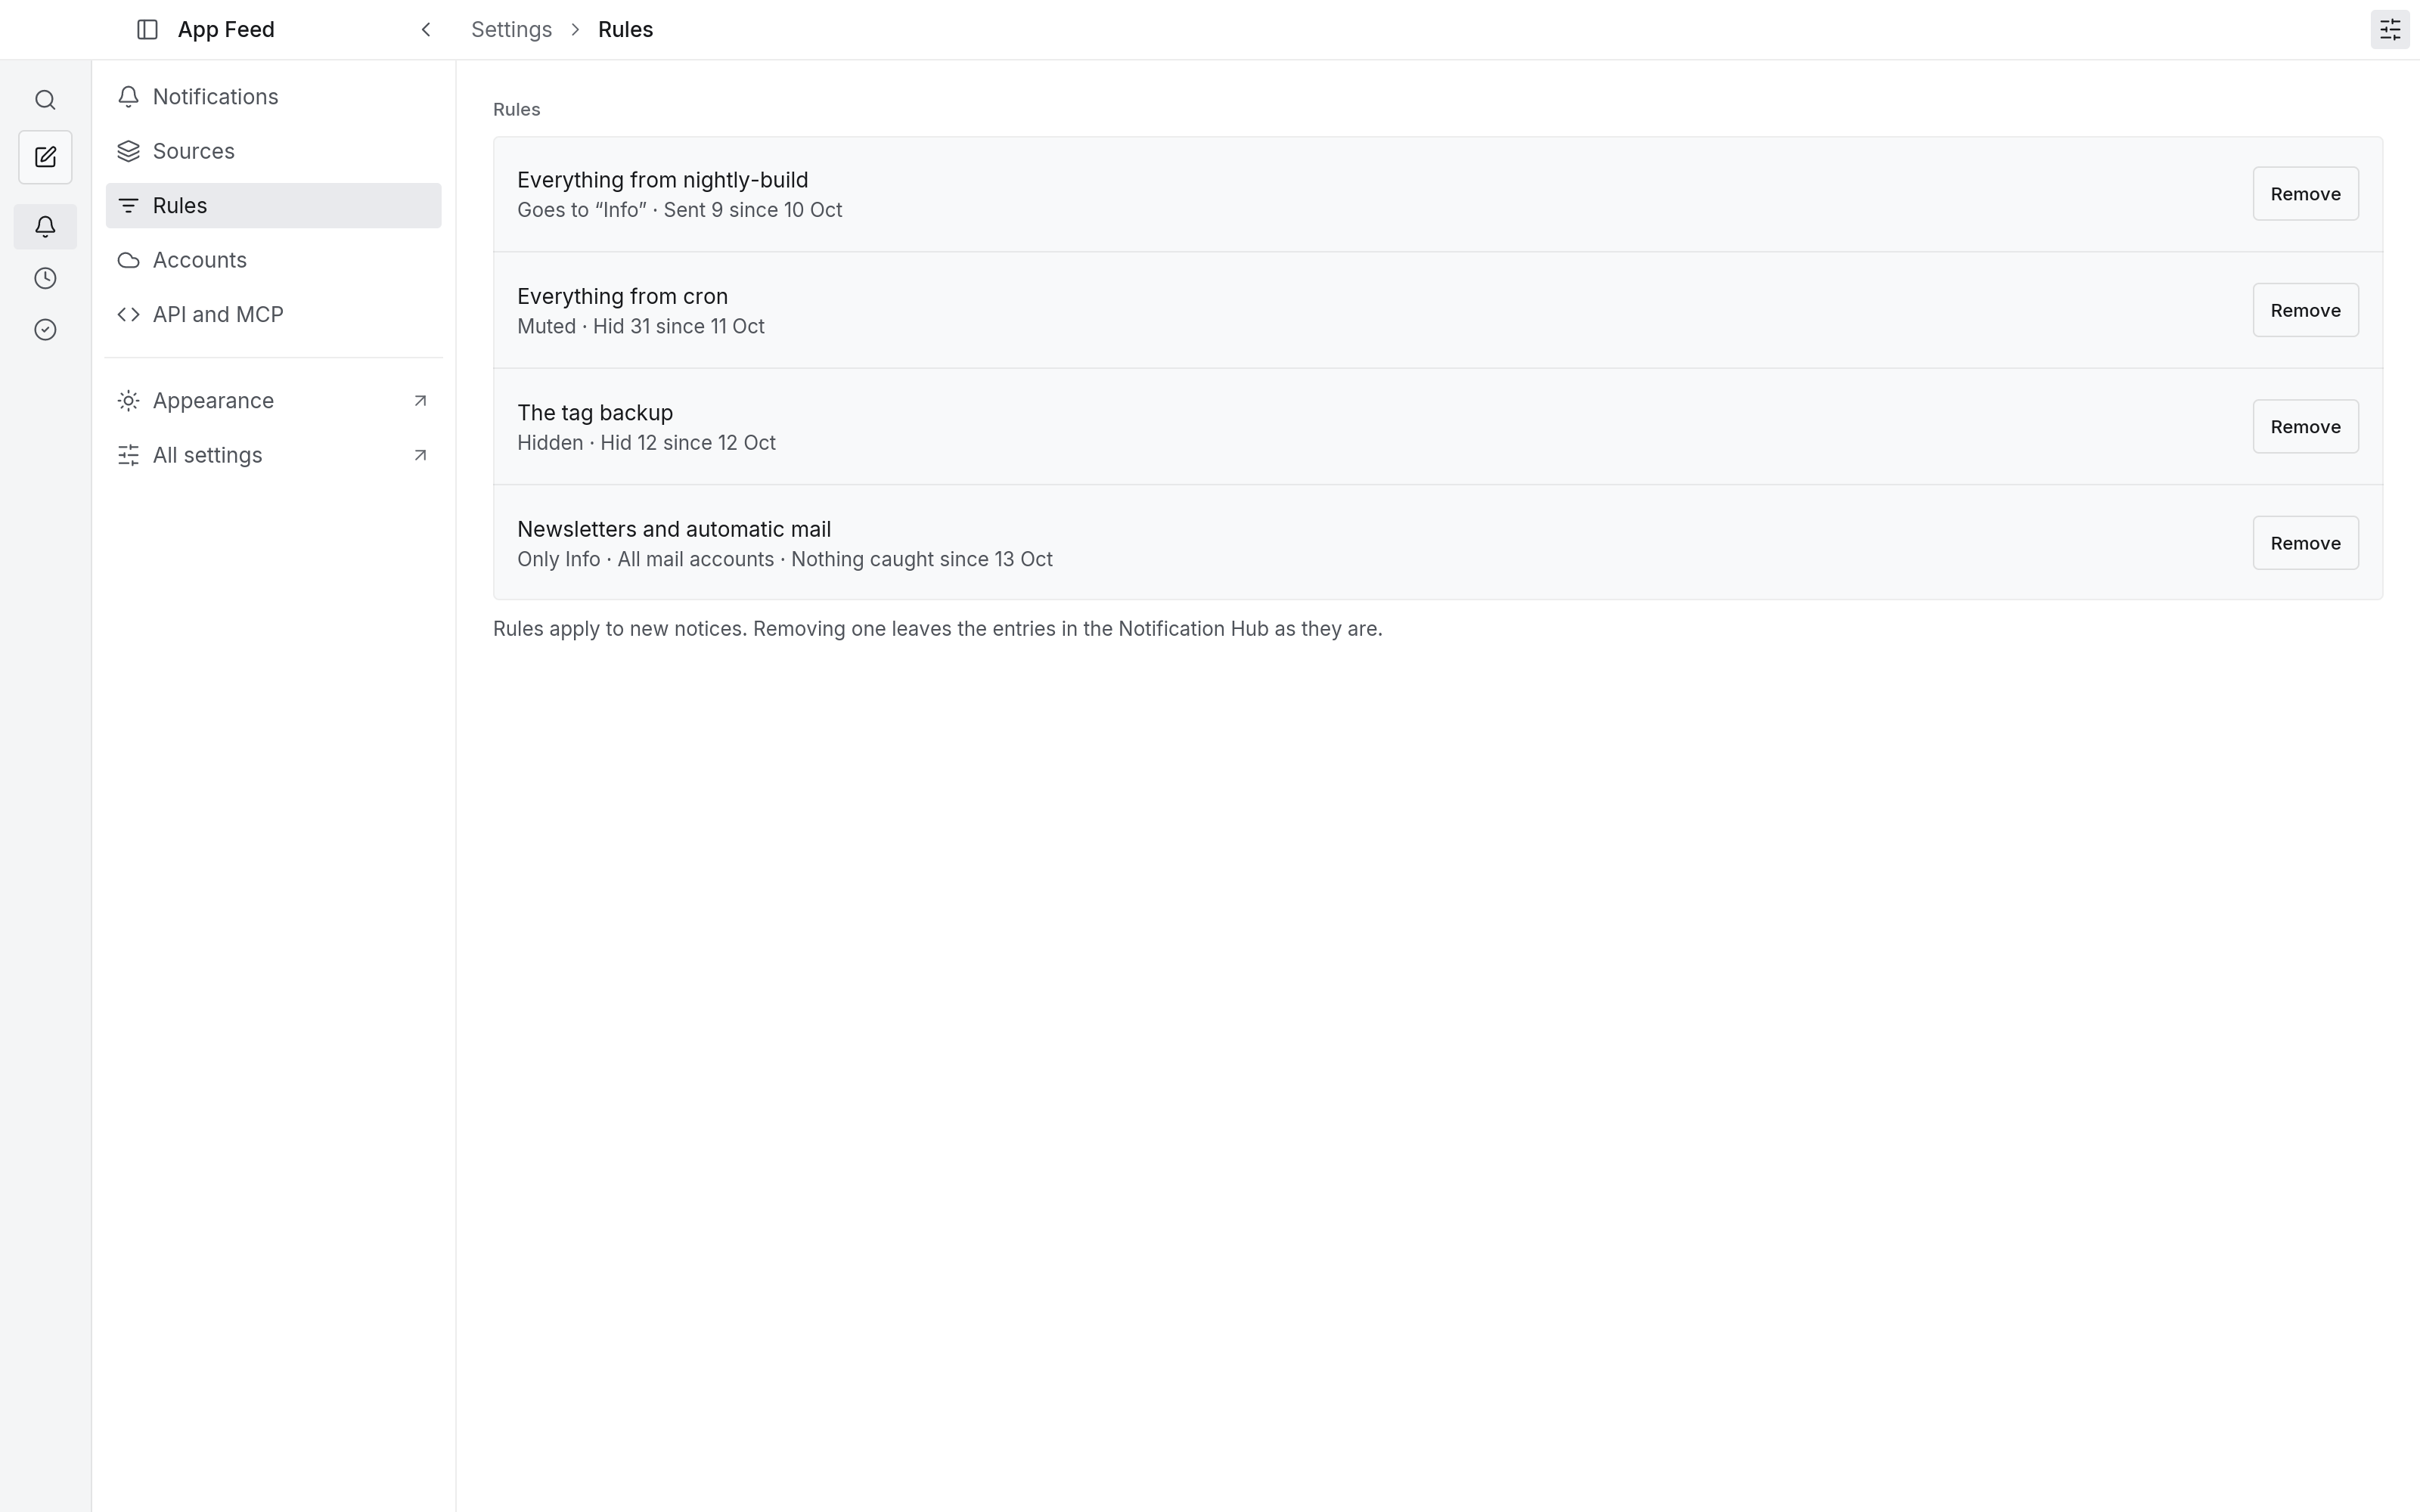 App Feed
Settings > Rules
Notifications
Sources
Rules
Accounts
API and MCP
Appearance
All settings
Rules
Everything from nightly-build
Goes to “Info” · Sent 9 since 10 Oct
Remove
Everything from cron
Muted · Hid 31 since 11 Oct
Remove
The tag backup
Hidden · Hid 12 since 12 Oct
Remove
Newsletters and automatic mail
Only Info · All mail accounts · Nothing caught since 13 Oct
Remove
Rules apply to new notices. Removing one leaves the entries in the Notification Hub as they are.